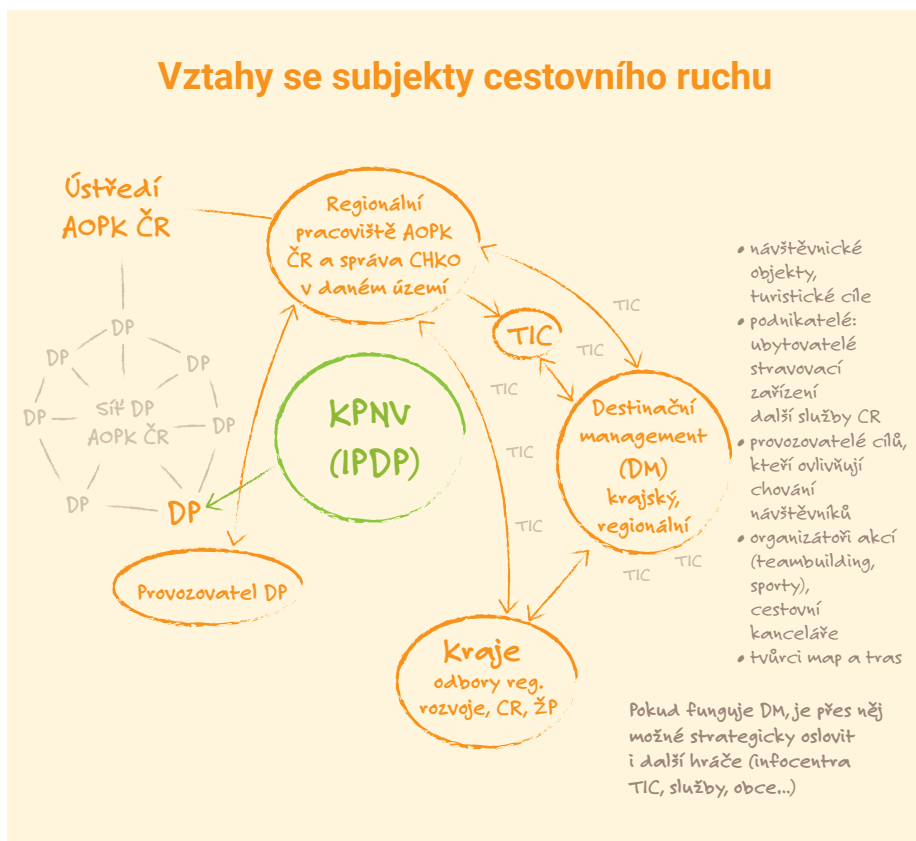 Vztahy se subjekty cestovního ruchu
Ústředí
AOPK ČR
Regionální
pracoviště AOPK
ČR a správa CHKO
v daném území
TIC
TIC
TIC
TIC
TIC
TIC
TIC
TIC
DP
DP
DP
DP
DP
DP
DP
Síť DP
AOPK ČR
KPNV
(IPDP)
Provozovatel DP
Destinační
management
(DM)
krajský,
regionální
Kraje
odbory reg.
rozvoje, CR, ŽP
• návštěvnické
objekty,
turistické cíle
• podnikatelé:
ubytovatelé
stravovací
zařízení
další služby CR
• provozovatelé cílů,
kteří ovlivňují
chování
návštěvníků
• organizátoři akcí
(teambuilding,
sporty),
cestovní
kanceláře
• tvůrci map a tras
Pokud funguje DM, je přes něj
možné strategicky oslovit
i další hráče (infocentra
TIC, služby, obce...)